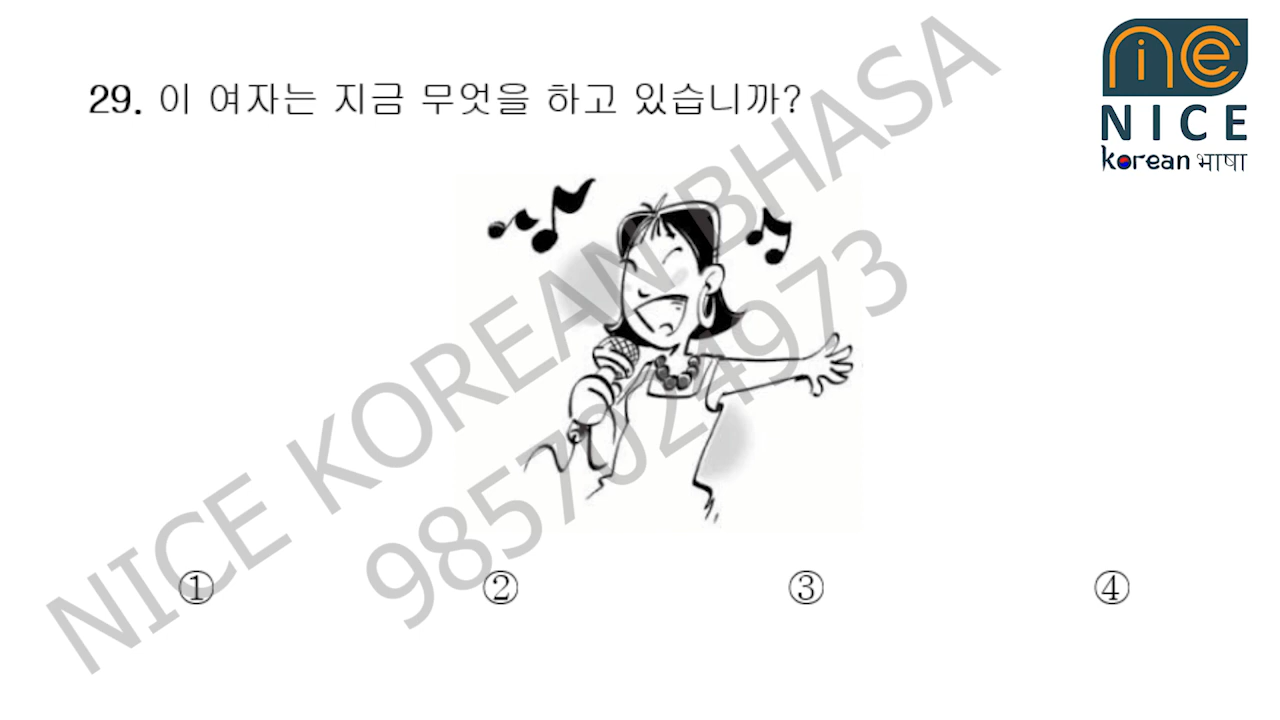 nie
NICE
korean भाषा
29. 이 여자는 지금 무엇을 하고 있습니까?
NICE KOREAN BHASA
9857024973
① ② ③ ④